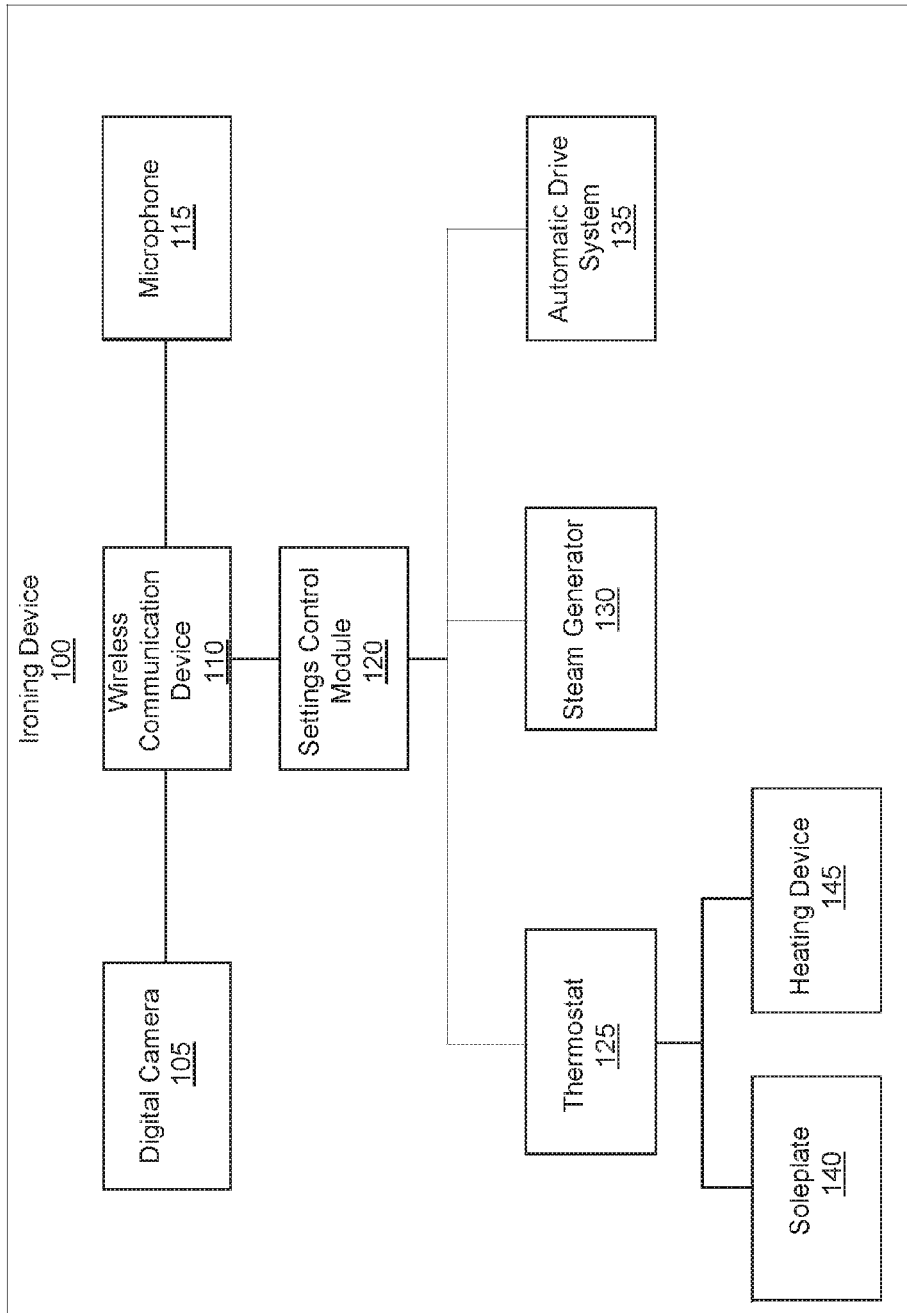 Ironing Device
100
Digital Camera
105
Wireless
Communication
Device
110
Microphone
115
Settings Control
Module
120
Thermostat
125
Steam Generator
130
Automatic Drive
System
135
Soleplate
140
Heating Device
145